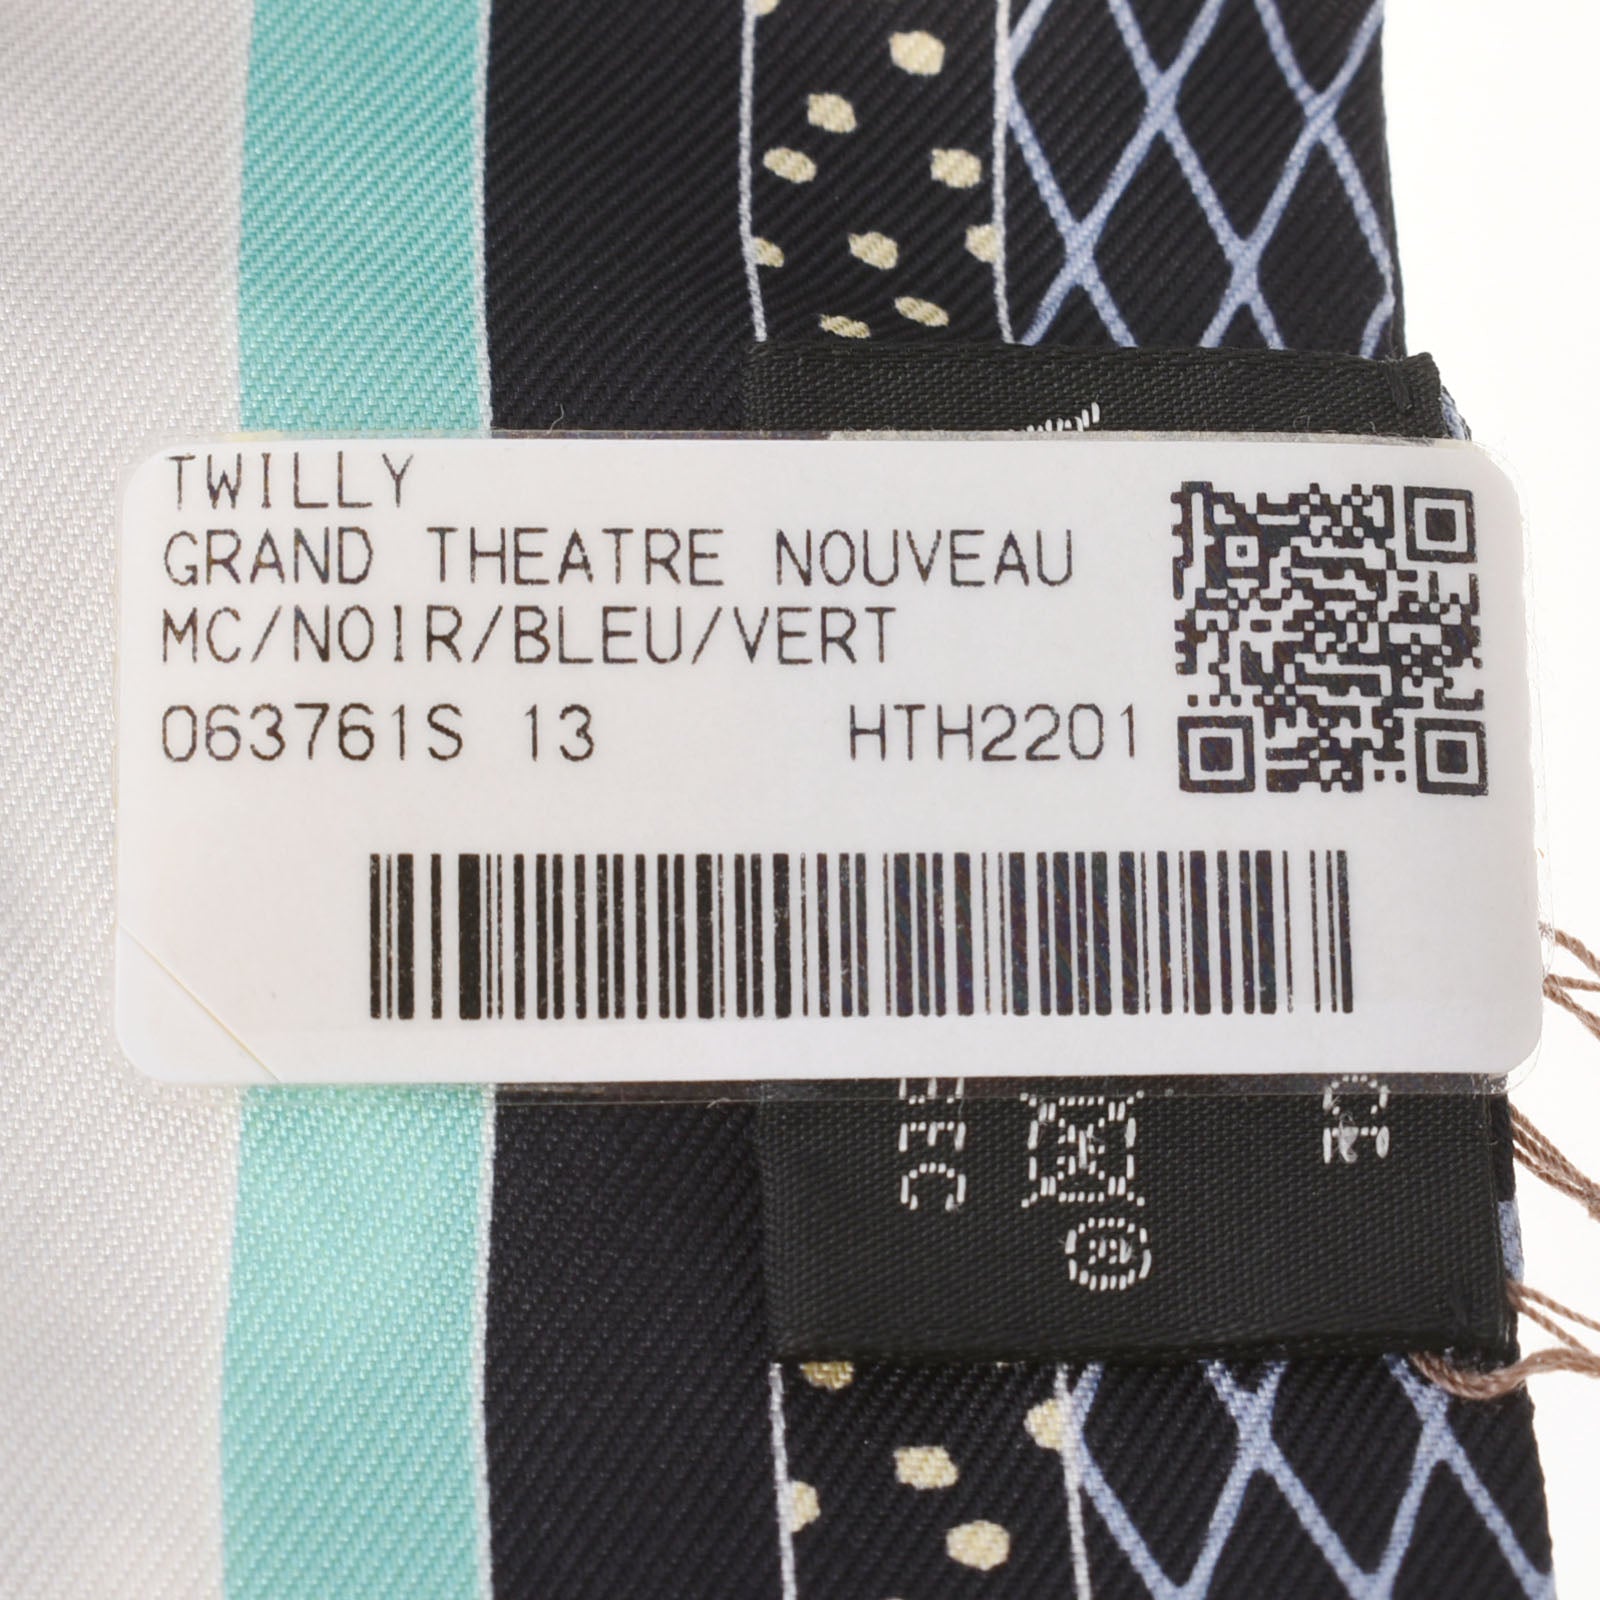 TWILLY
GRAND THEATRE NOUVEAU
MC/NOIR/BLEU/VERT
063761S 13 HTH2201